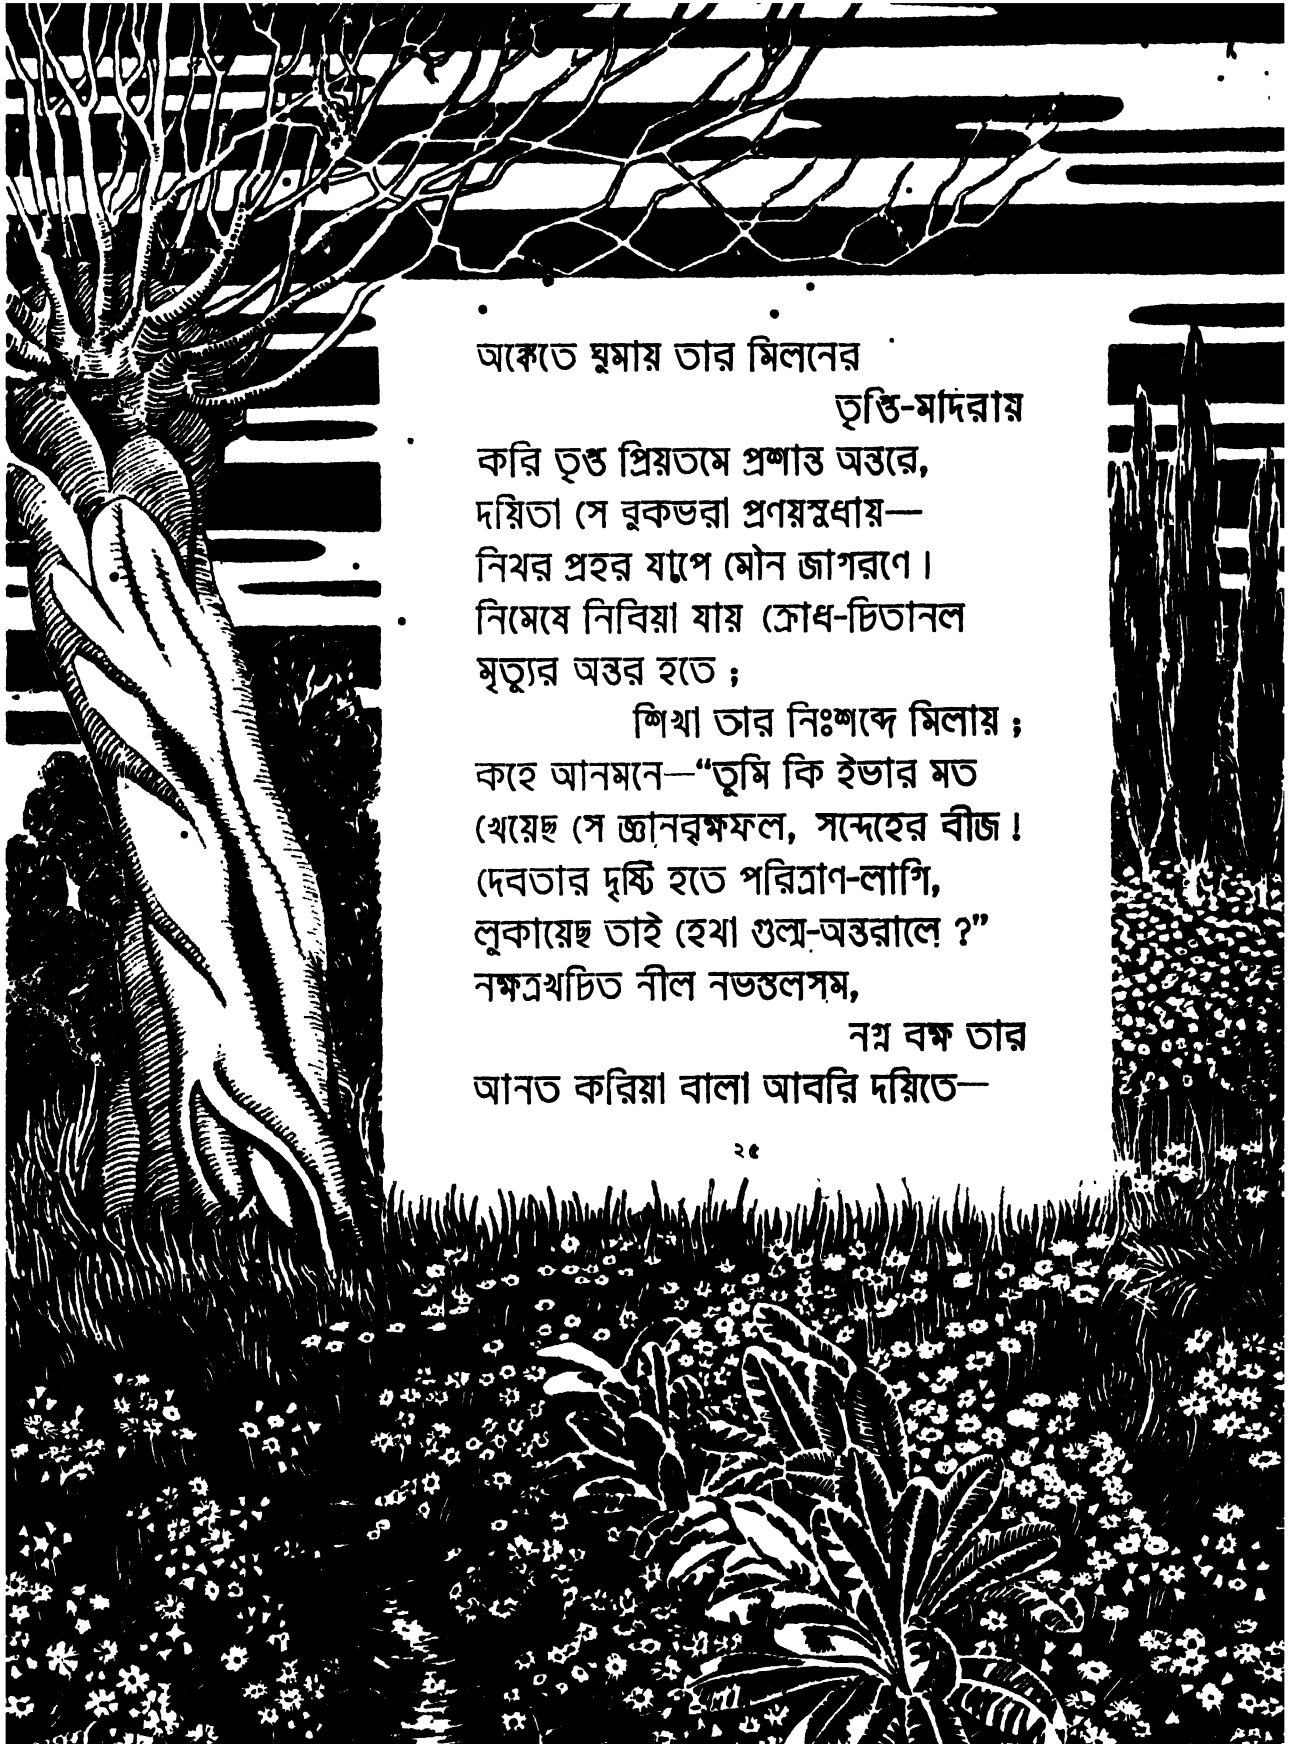 অঙ্কেতে ঘুমায় তার মিলনের
তৃপ্তি-মদিরায়
করি তৃপ্ত প্রিয়তমে প্রশান্ত অন্তরে,
দয়িতা সে বুকভরা প্রণয়সুধায়—
নিথর প্রহর যাপে মৌন জাগরণে।
নিমেষে নিবিয়া যায় ক্রোধ-চিতানল
মৃত্যুর অন্তর হতে;
শিখা তার নিঃশব্দে মিলায়;
কহে আনমনে—“তুমি কি ইভার মত
খেয়েছ সে জ্ঞানবৃক্ষফল, সন্দেহের বীজ!
দেবতার দৃষ্টি হতে পরিত্রাণ-লাগি,
লুকায়েছ তাই হেথা গুল্ম-অন্তরালে?”
নক্ষত্রখচিত নীল নভস্তলসম,
নগ্ন বক্ষ তার
আনত করিয়া বালা আবরি দয়িতে—
২৫